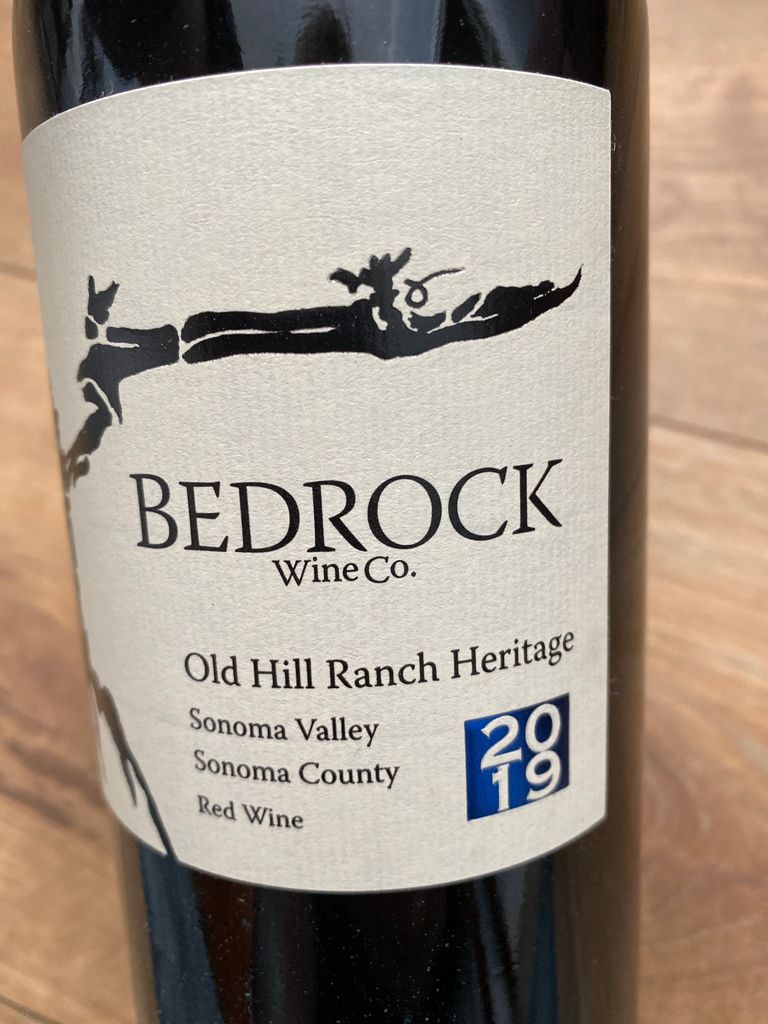 BEDROCK
Wine Co.
Old Hill Ranch Heritage
Sonoma Valley
Sonoma County
Red Wine
20
19